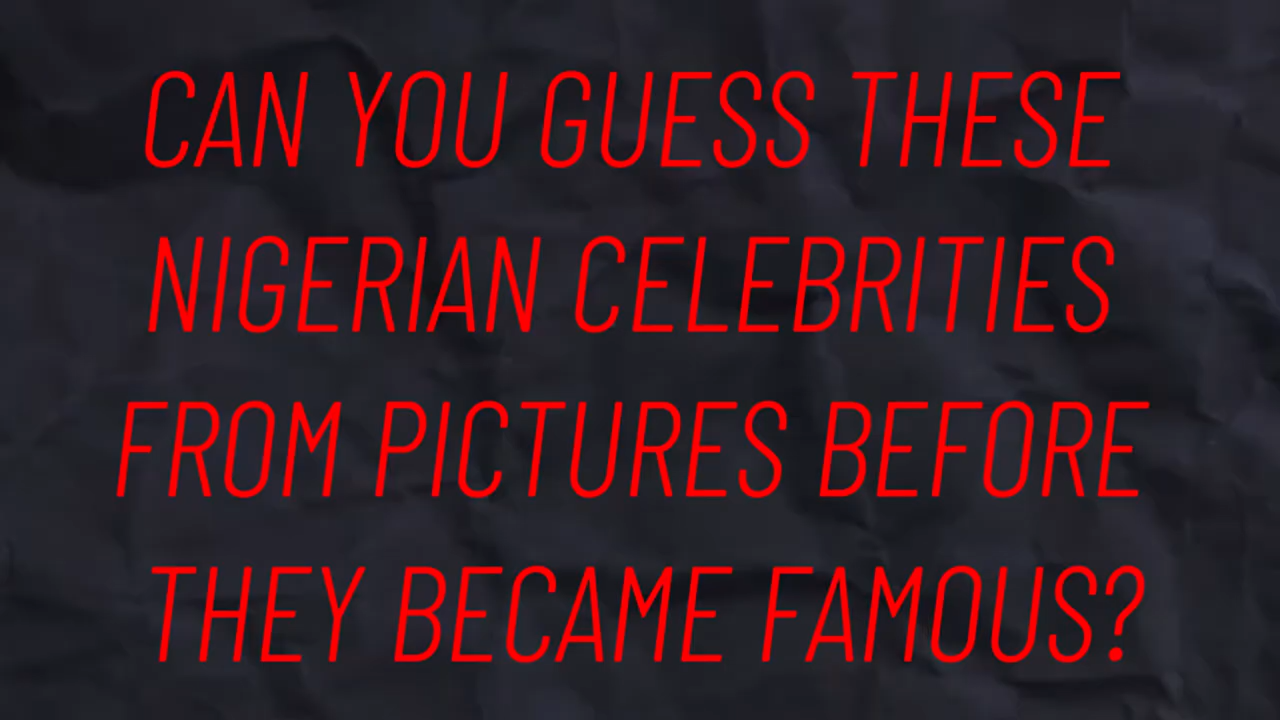 CAN YOU GUESS THESE
NIGERIAN CELEBRITIES
FROM PICTURES BEFORE
THEY BECAME FAMOUS?